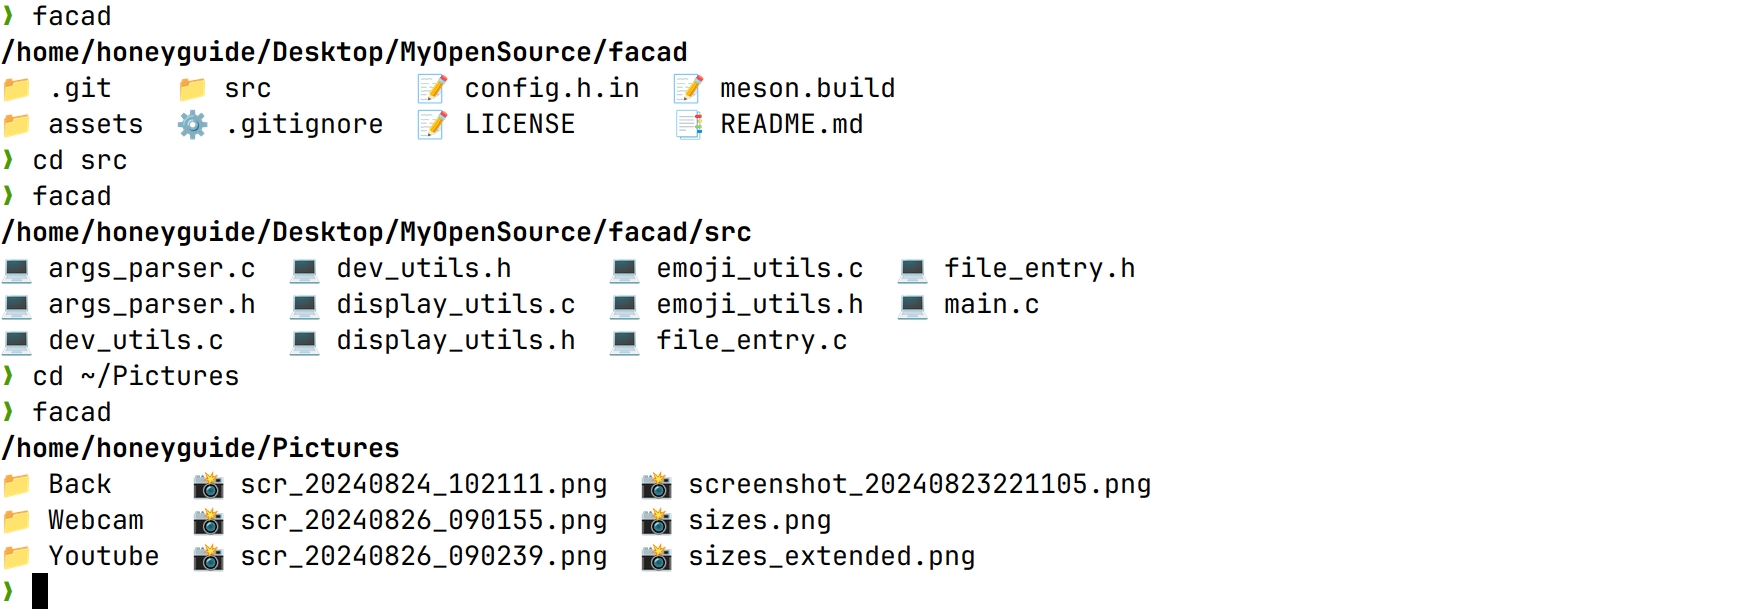 ❱ facad
/home/honeyguide/Desktop/MyOpenSource/facad
📁 .git 📁 src 📝 config.h.in 📝 meson.build
📁 assets ⚙️ .gitignore 📝 LICENSE 📑 README.md
❱ cd src
❱ facad
/home/honeyguide/Desktop/MyOpenSource/facad/src
💻 args_parser.c 💻 dev_utils.h 💻 emoji_utils.c 💻 file_entry.h
💻 args_parser.h 💻 display_utils.c 💻 emoji_utils.h 💻 main.c
💻 dev_utils.c 💻 display_utils.h 💻 file_entry.c
❱ cd ~/Pictures
❱ facad
/home/honeyguide/Pictures
📁 Back 📸 scr_20240824_102111.png 📸 screenshot_20240823221105.png
📁 Webcam 📸 scr_20240826_090155.png 📸 sizes.png
📁 Youtube 📸 scr_20240826_090239.png 📸 sizes_extended.png
❱